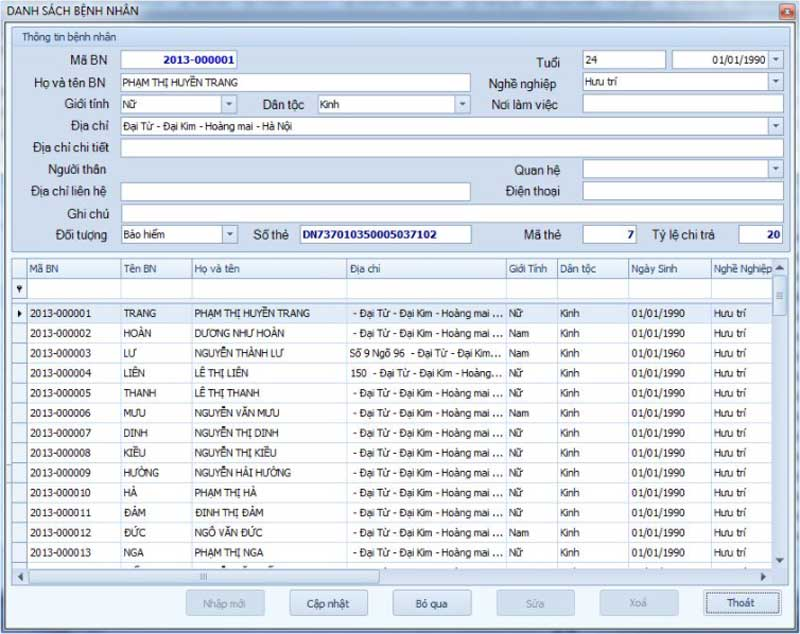 DANH SÁCH BỆNH NHÂN
Thông tin bệnh nhân
Mã BN 2013-000001 Tuổi 24 01/01/1990
Họ và tên BN PHẠM THỊ HUYỀN TRANG Nghề nghiệp Hưu trí
Giới tính Nữ Dân tộc Kinh Nơi làm việc
Địa chỉ Đại Từ - Đại Kim - Hoàng mai - Hà Nội
Địa chỉ chi tiết
Người thân Quan hệ
Địa chỉ liên hệ Điện thoại
Ghi chú
Đối tượng Bảo hiểm Số thẻ DN737010350005037102 Mã thẻ 7 Tỷ lệ chi trả 20
Mã BN Tên BN Họ và tên Địa chỉ Giới Tính Dân tộc Ngày Sinh Nghề Nghiệp
2013-000001 TRANG PHẠM THỊ HUYỀN TRANG - Đại Từ - Đại Kim - Hoàng mai ... Nữ Kinh 01/01/1990 Hưu trí
2013-000002 HOÀN DƯƠNG NHƯ HOÀN - Đại Từ - Đại Kim - Hoàng mai ... Nam Kinh 01/01/1990 Hưu trí
2013-000003 LƯ NGUYỄN THÀNH LƯ Số 9 Ngõ 96 - Đại Từ - Đại Kim... Nam Kinh 01/01/1960 Hưu trí
2013-000004 LIÊN LÊ THỊ LIÊN 150 - Đại Từ - Đại Kim - Hoàng... Nữ Kinh 01/01/1990 Hưu trí
2013-000005 THANH LÊ THỊ THANH - Đại Từ - Đại Kim - Hoàng mai ... Nữ Kinh 01/01/1990 Hưu trí
2013-000006 MƯU NGUYỄN VĂN MƯU - Đại Từ - Đại Kim - Hoàng mai ... Nam Kinh 01/01/1990 Hưu trí
2013-000007 DINH NGUYỄN THỊ DINH - Đại Từ - Đại Kim - Hoàng mai ... Nữ Kinh 01/01/1990 Hưu trí
2013-000008 KIỀU NGUYỄN THỊ KIỀU - Đại Từ - Đại Kim - Hoàng mai ... Nữ Kinh 01/01/1990 Hưu trí
2013-000009 HƯỜNG NGUYỄN HẢI HƯỜNG - Đại Từ - Đại Kim - Hoàng mai ... Nữ Kinh 01/01/1990 Hưu trí
2013-000010 HÀ PHẠM THỊ HÀ - Đại Từ - Đại Kim - Hoàng mai ... Nữ Kinh 01/01/1990 Hưu trí
2013-000011 ĐẢM ĐINH THỊ ĐẢM - Đại Từ - Đại Kim - Hoàng mai ... Nữ Kinh 01/01/1990 Hưu trí
2013-000012 ĐỨC NGÔ VĂN ĐỨC - Đại Từ - Đại Kim - Hoàng mai ... Nam Kinh 01/01/1990 Hưu trí
2013-000013 NGA PHẠM THỊ NGA - Đại Từ - Đại Kim - Hoàng mai ... Nữ Kinh 01/01/1990 Hưu trí
Nhập mới Cập nhật Bỏ qua Sửa Xoá Thoát